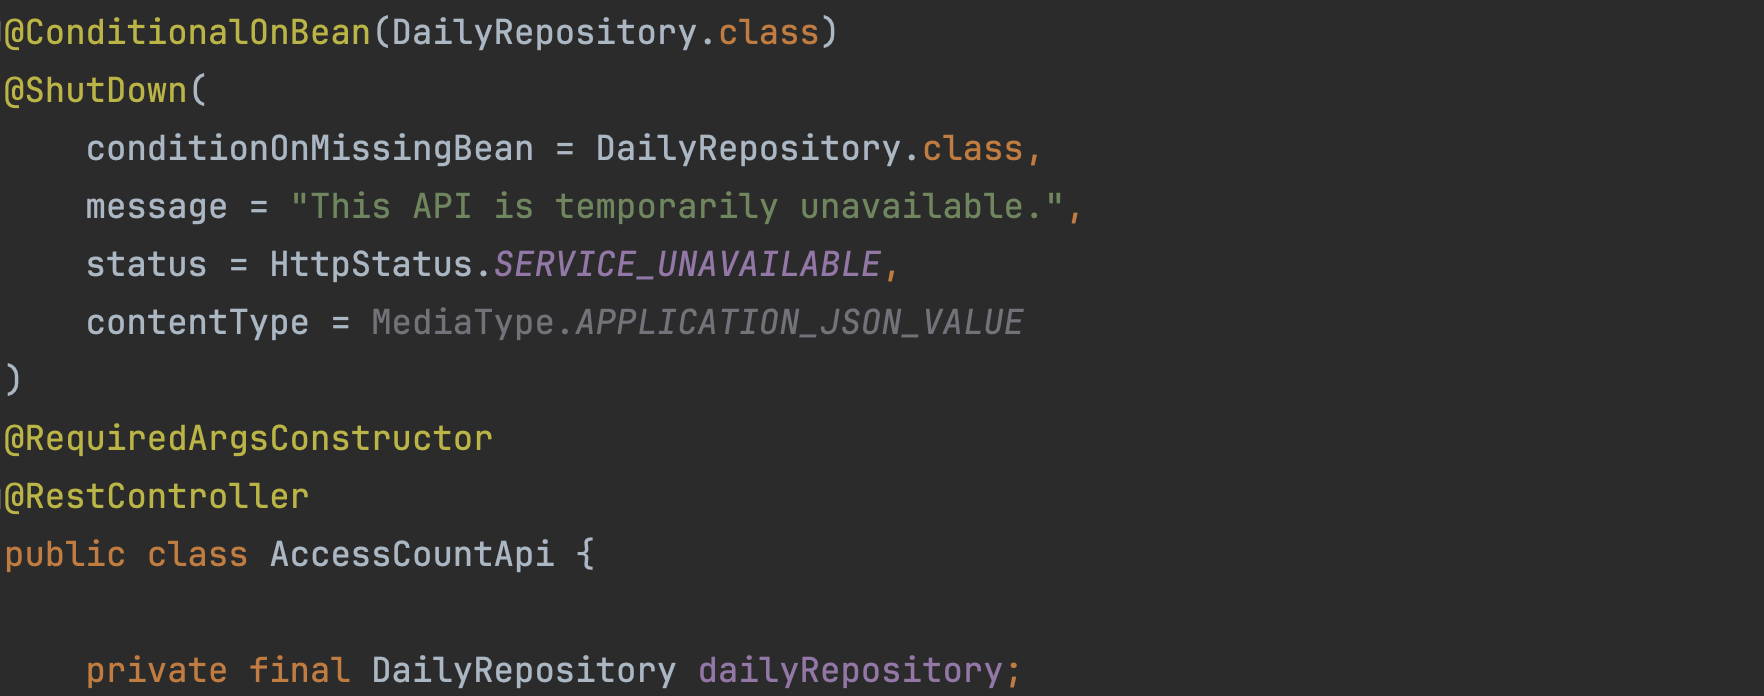 @ConditionalOnBean(DailyRepository.class)
@ShutDown(
    conditionOnMissingBean = DailyRepository.class,
    message = "This API is temporarily unavailable.",
    status = HttpStatus.SERVICE_UNAVAILABLE,
    contentType = MediaType.APPLICATION_JSON_VALUE
)
@RequiredArgsConstructor
@RestController
public class AccessCountApi {
    private final DailyRepository dailyRepository;